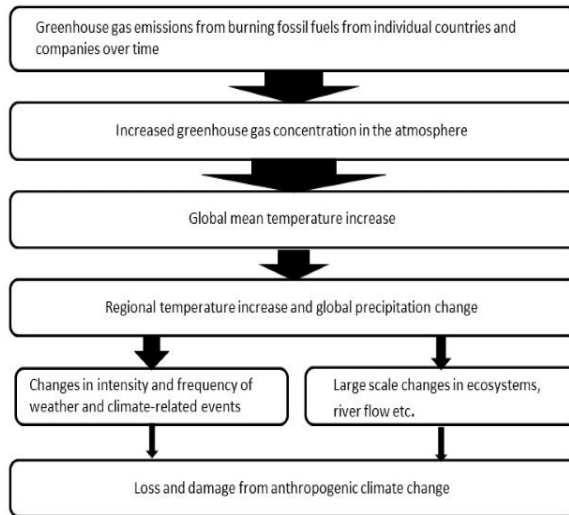 Greenhouse gas emissions from burning fossil fuels from individual countries and
companies over time
Increased greenhouse gas concentration in the atmosphere
Global mean temperature increase
Regional temperature increase and global precipitation change
Changes in intensity and frequency of
weather and climate-related events
Large scale changes in ecosystems,
river flow etc.
Loss and damage from anthropogenic climate change